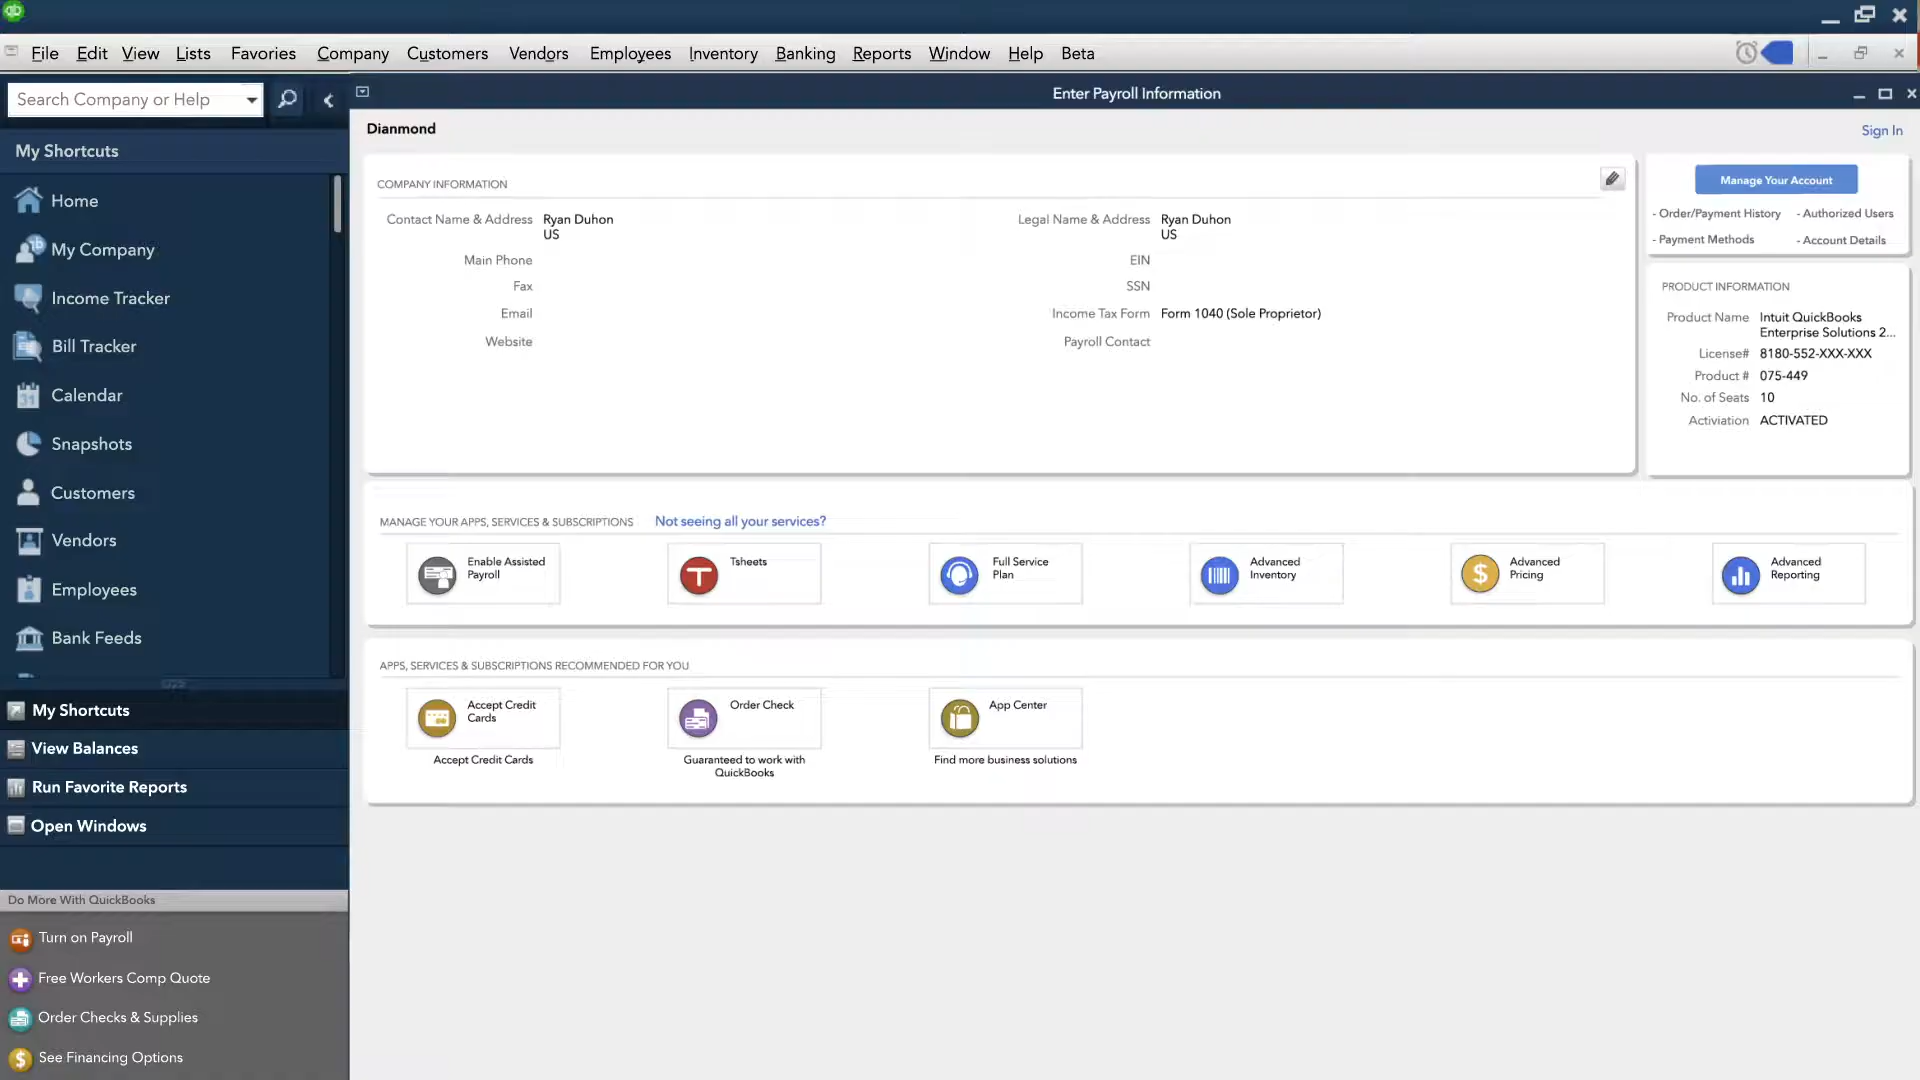 File Edit View Lists Favories Company Customers Vendors Employees Inventory Banking Reports Window Help Beta
Search Company or Help
Enter Payroll Information
Dianmond
Sign In
My Shortcuts
Home
My Company
Income Tracker
Bill Tracker
Calendar
Snapshots
Customers
Vendors
Employees
Bank Feeds
My Shortcuts
View Balances
Run Favorite Reports
Open Windows
Do More With QuickBooks
Turn on Payroll
Free Workers Comp Quote
Order Checks & Supplies
See Financing Options
COMPANY INFORMATION
Contact Name & Address Ryan Duhon
US
Main Phone
Fax
Email
Website
Legal Name & Address Ryan Duhon
US
EIN
SSN
Income Tax Form Form 1040 (Sole Proprietor)
Payroll Contact
Manage Your Account
- Order/Payment History - Authorized Users
- Payment Methods - Account Details
PRODUCT INFORMATION
Product Name Intuit QuickBooks
Enterprise Solutions 2...
License# 8180-552-XXX-XXX
Product # 075-449
No. of Seats 10
Activiation ACTIVATED
MANAGE YOUR APPS, SERVICES & SUBSCRIPTIONS Not seeing all your services?
Enable Assisted
Payroll
Tsheets
Full Service
Plan
Advanced
Inventory
Advanced
Pricing
Advanced
Reporting
APPS, SERVICES & SUBSCRIPTIONS RECOMMENDED FOR YOU
Accept Credit
Cards
Accept Credit Cards
Order Check
Guaranteed to work with
QuickBooks
App Center
Find more business solutions